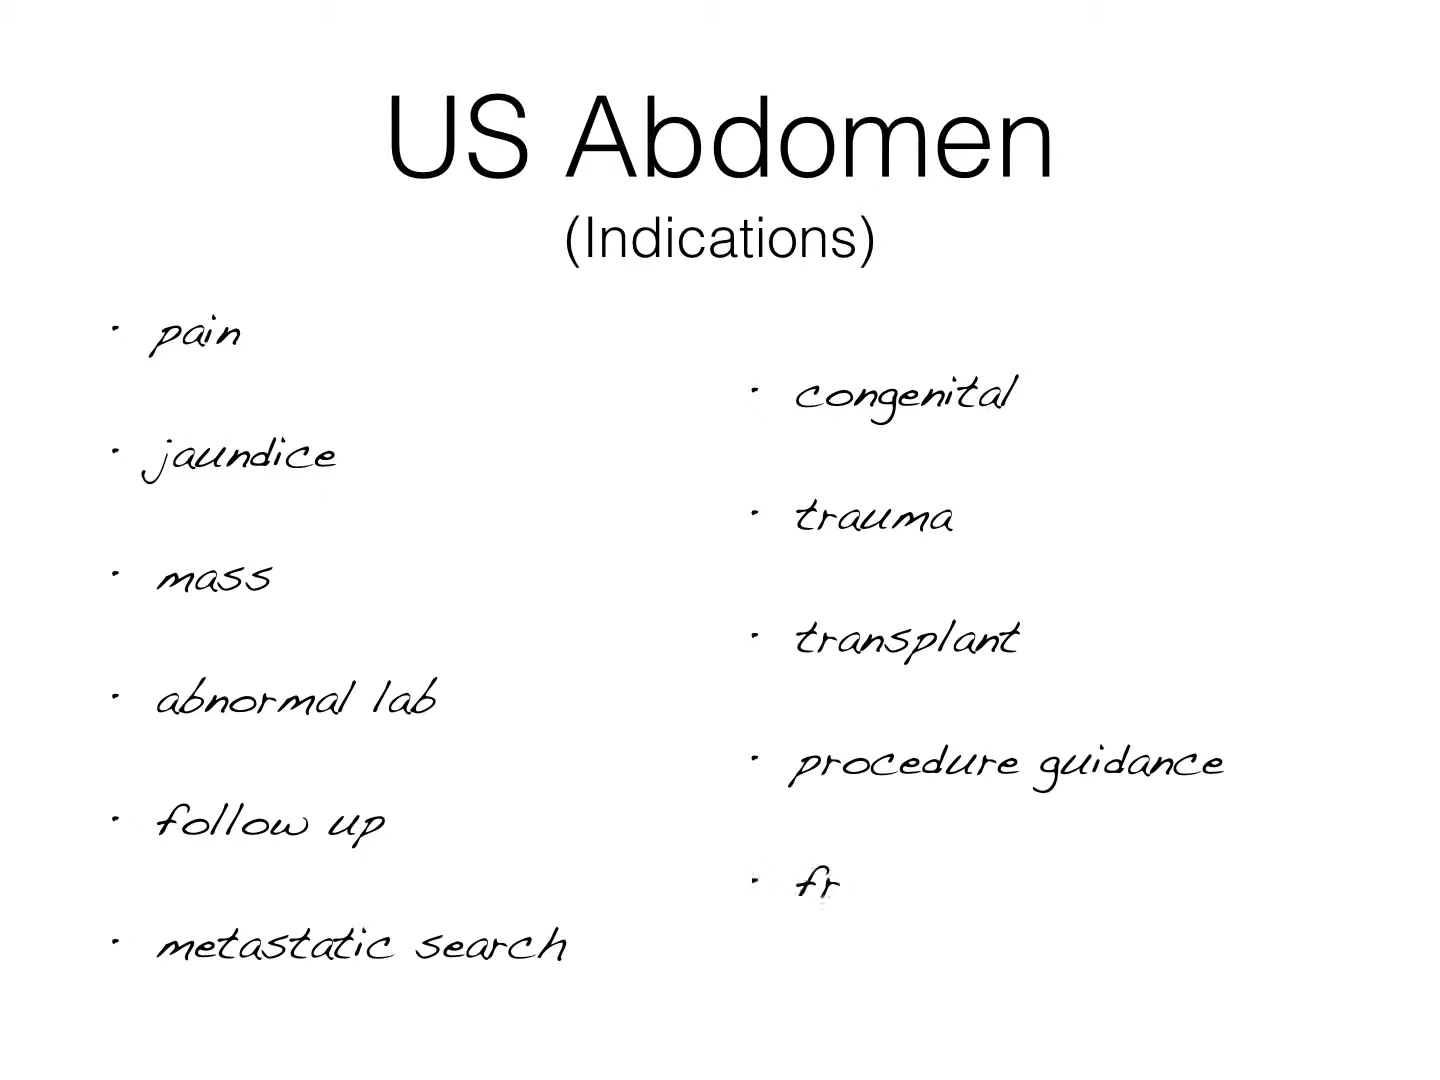 US Abdomen
(Indications)
· pain
· jaundice
· mass
· abnormal lab
· follow up
· metastatic search
· congenital
· trauma
· transplant
· procedure guidance
· fr